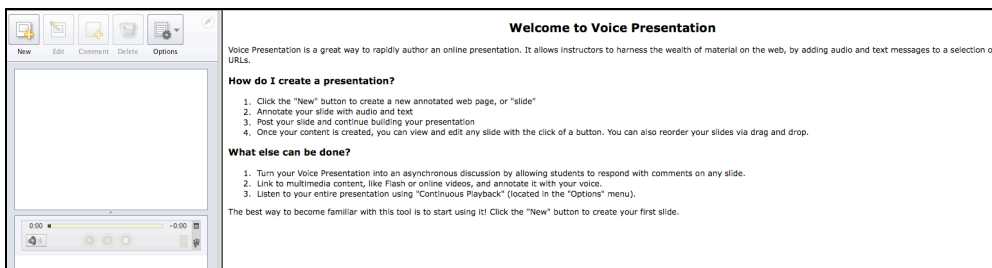 New Edit Comment Delete Options
Welcome to Voice Presentation
Voice Presentation is a great way to rapidly author an online presentation. It allows instructors to harness the wealth of material on the web, by adding audio and text messages to a selection o
URLs.
How do I create a presentation?
1. Click the "New" button to create a new annotated web page, or "slide"
2. Annotate your slide with audio and text
3. Post your slide and continue building your presentation
4. Once your content is created, you can view and edit any slide with the click of a button. You can also reorder your slides via drag and drop.
What else can be done?
1. Turn your Voice Presentation into an asynchronous discussion by allowing students to respond with comments on any slide.
2. Link to multimedia content, like Flash or online videos, and annotate it with your voice.
3. Listen to your entire presentation using "Continuous Playback" (located in the "Options" menu).
The best way to become familiar with this tool is to start using it! Click the "New" button to create your first slide.
0:00 -0:00